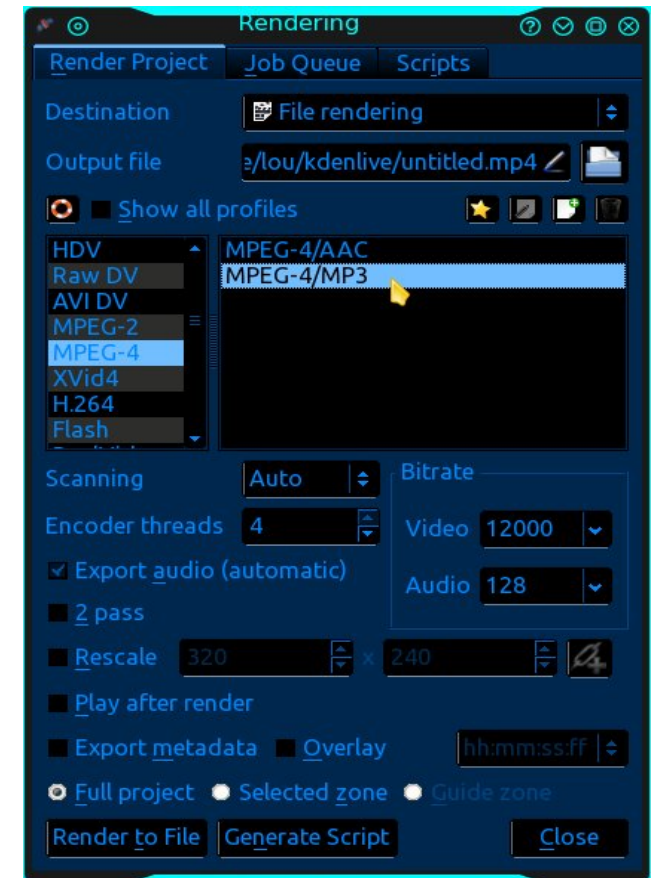 Rendering
Render Project Job Queue Scripts
Destination File rendering
Output file e/lou/kdenlive/untitled.mp4
Show all profiles
HDV MPEG-4/AAC
Raw DV MPEG-4/MP3
AVI DV
MPEG-2
MPEG-4
XVid4
H.264
Flash
Scanning Auto Bitrate
Encoder threads 4 Video 12000
Export audio (automatic) Audio 128
2 pass
Rescale 320 x 240
Play after render
Export metadata Overlay hh:mm:ss:ff
Full project Selected zone Guide zone
Render to File Generate Script Close